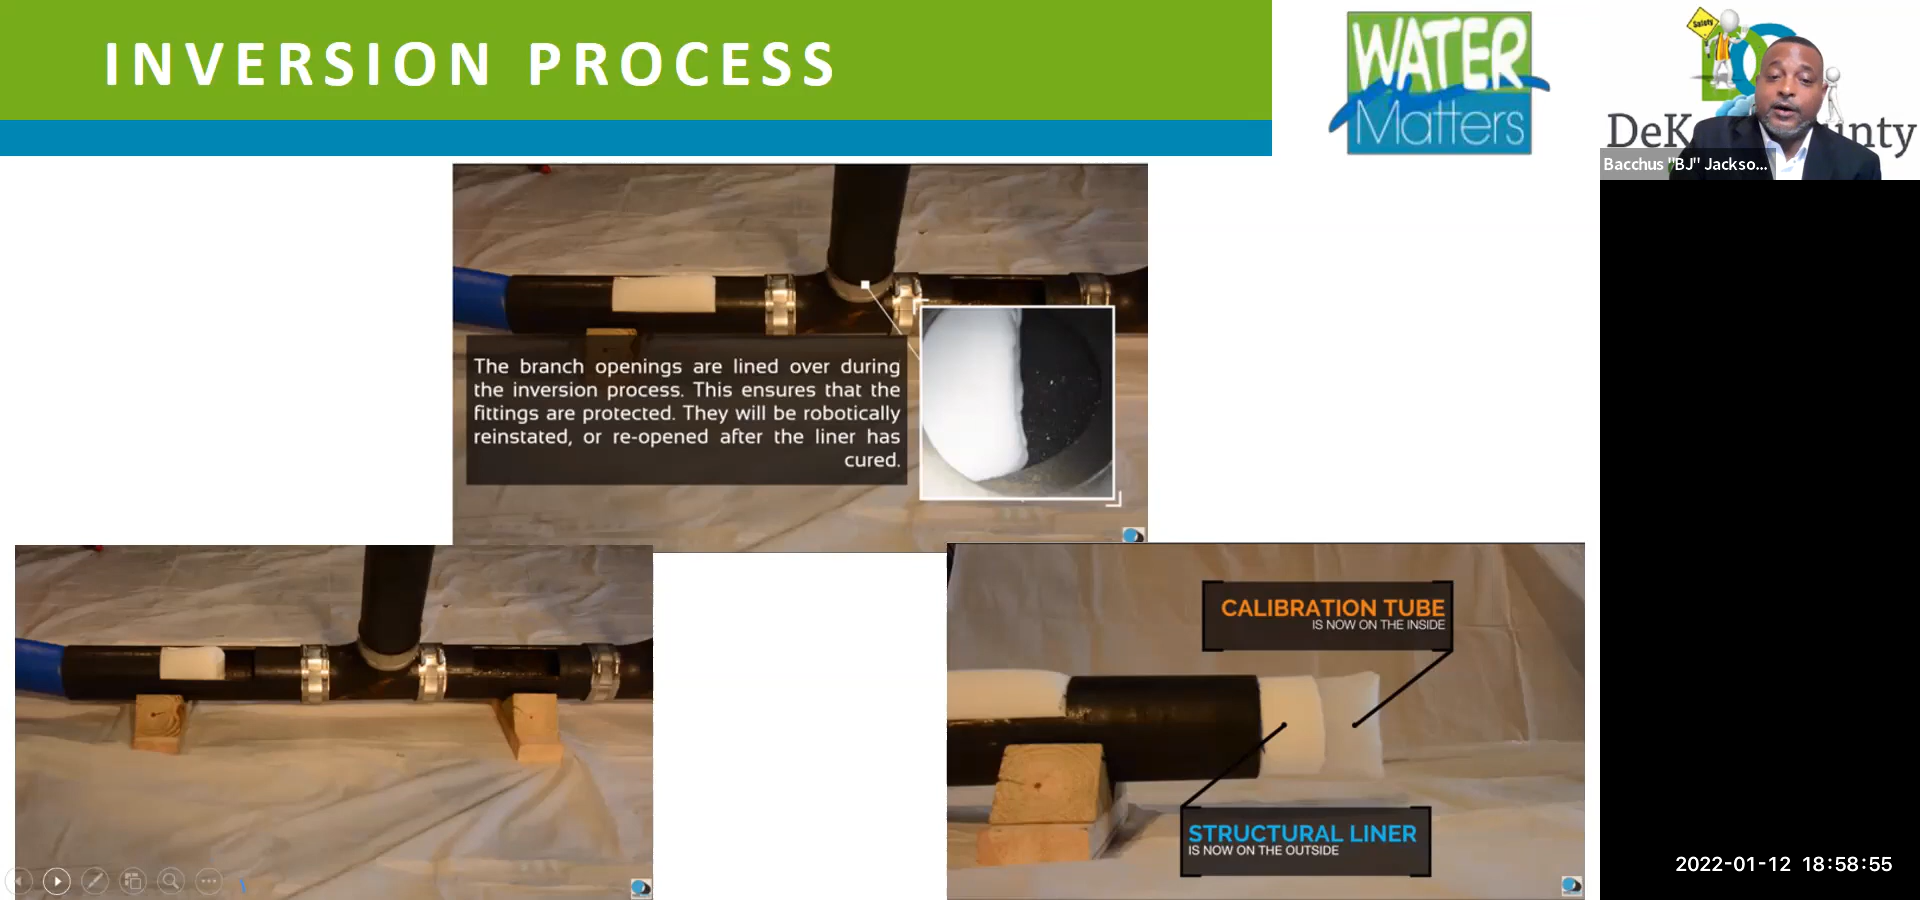 INVERSION PROCESS
WATER
Matters
Safety
DeK
unty
Bacchus "BJ" Jackso...
The branch openings are lined over during
the inversion process. This ensures that the
fittings are protected. They will be robotically
reinstated, or re-opened after the liner has
cured.
CALIBRATION TUBE
IS NOW ON THE INSIDE
STRUCTURAL LINER
IS NOW ON THE OUTSIDE
2022-01-12 18:58:55